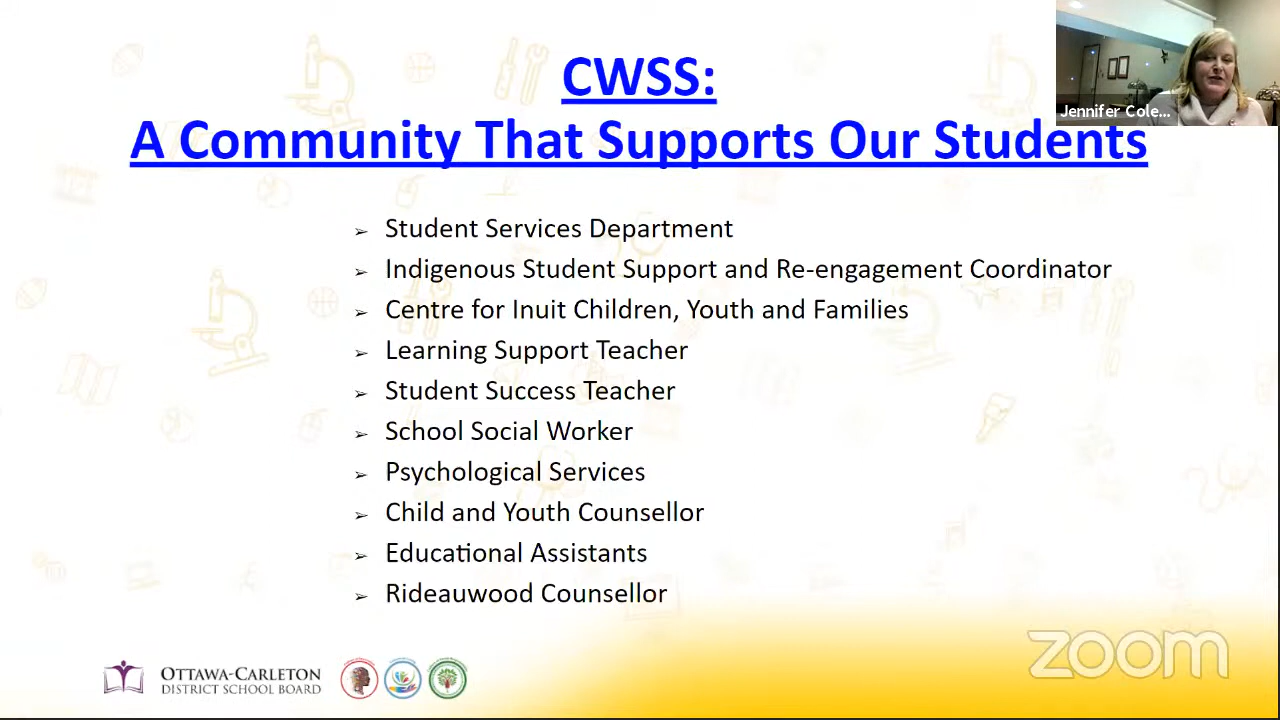 CWSS:
A Community That Supports Our Students
Jennifer Cole...
➢ Student Services Department
➢ Indigenous Student Support and Re-engagement Coordinator
➢ Centre for Inuit Children, Youth and Families
➢ Learning Support Teacher
➢ Student Success Teacher
➢ School Social Worker
➢ Psychological Services
➢ Child and Youth Counsellor
➢ Educational Assistants
➢ Rideauwood Counsellor
OTTAWA-CARLETON
DISTRICT SCHOOL BOARD
zoom